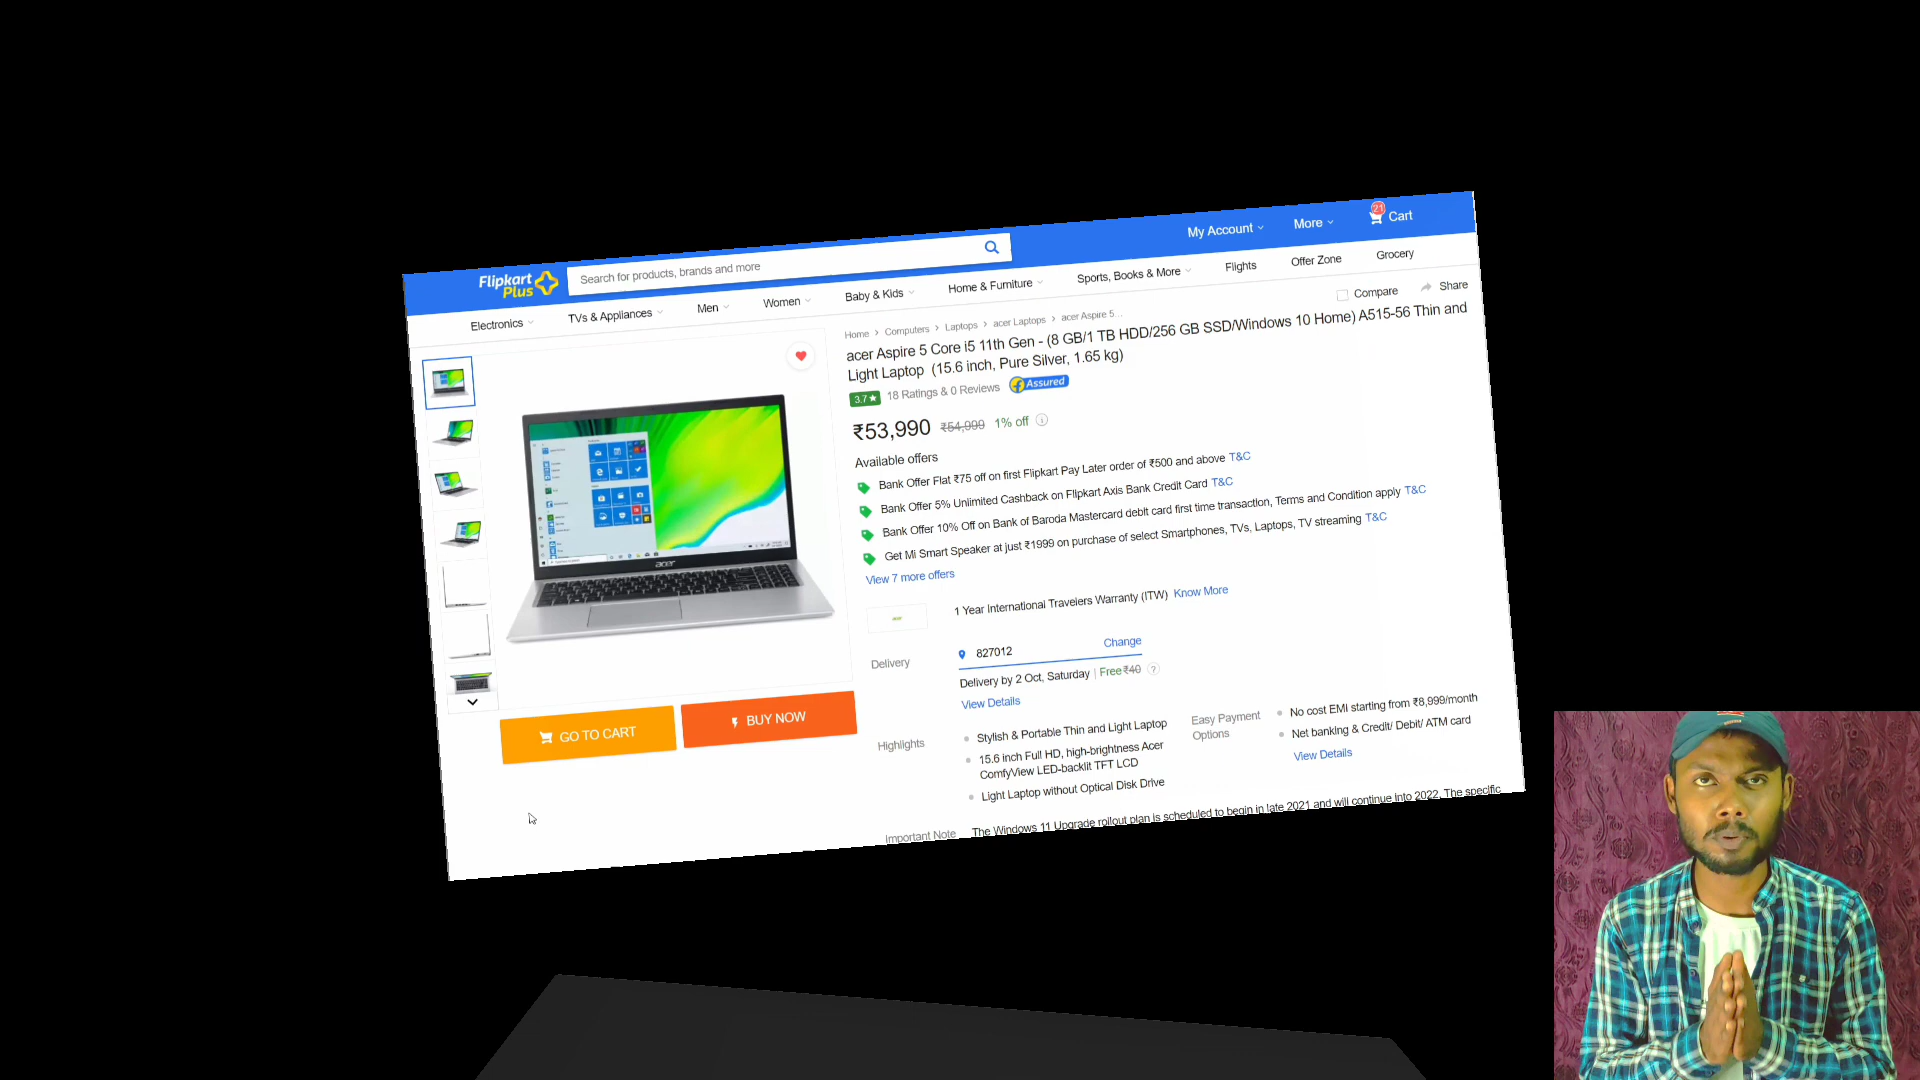 Flipkart
Plus
Search for products, brands and more
My Account
More
21
Cart
Electronics
TVs & Appliances
Men
Women
Baby & Kids
Home & Furniture
Sports, Books & More
Flights
Offer Zone
Grocery
Compare
Share
Home > Computers > Laptops > acer Laptops > acer Aspire 5...
acer Aspire 5 Core i5 11th Gen - (8 GB/1 TB HDD/256 GB SSD/Windows 10 Home) A515-56 Thin and
Light Laptop (15.6 inch, Pure Silver, 1.65 kg)
3.7★ 18 Ratings & 0 Reviews Assured
₹53,990 ₹54,999 1% off
Available offers
Bank Offer Flat ₹75 off on first Flipkart Pay Later order of ₹500 and above T&C
Bank Offer 5% Unlimited Cashback on Flipkart Axis Bank Credit Card T&C
Bank Offer 10% Off on Bank of Baroda Mastercard debit card first time transaction, Terms and Condition apply T&C
Get Mi Smart Speaker at just ₹1999 on purchase of select Smartphones, TVs, Laptops, TV streaming T&C
View 7 more offers
acer
acer
1 Year International Travelers Warranty (ITW) Know More
Delivery
827012
Change
Delivery by 2 Oct, Saturday | Free ₹40 ?
View Details
GO TO CART
BUY NOW
Highlights
Stylish & Portable Thin and Light Laptop
15.6 inch Full HD, high-brightness Acer
ComfyView LED-backlit TFT LCD
Light Laptop without Optical Disk Drive
Easy Payment
Options
No cost EMI starting from ₹8,999/month
Net banking & Credit/ Debit/ ATM card
View Details
Important Note
The Windows 11 Upgrade rollout plan is scheduled to begin in late 2021 and will continue into 2022. The specific